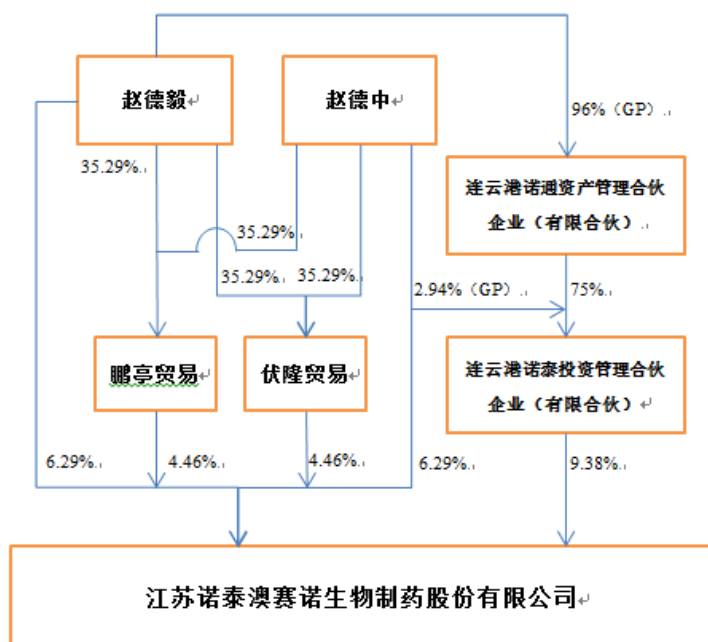 赵德毅
赵德中
96%（GP）
35.29%
连云港诺通资产管理合伙
企业（有限合伙）
35.29%
35.29%
35.29%
2.94%（GP）
75%
鹏亭贸易
伏隆贸易
连云港诺泰投资管理合伙
企业（有限合伙）
6.29%
4.46%
4.46%
6.29%
9.38%
江苏诺泰澳赛诺生物制药股份有限公司